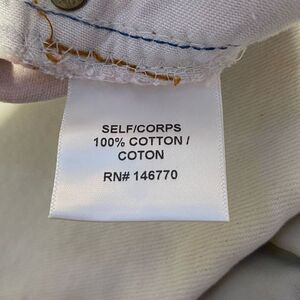 SELF/CORPS
100% COTTON /
COTON
RN# 146770